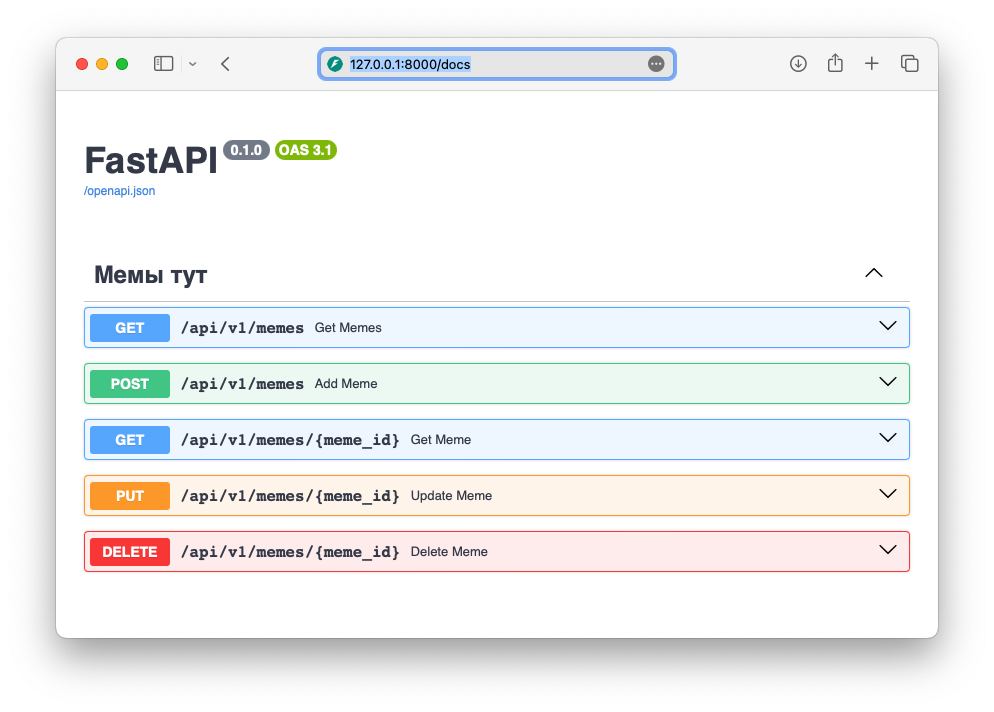 127.0.0.1:8000/docs
FastAPI 0.1.0 OAS 3.1
/openapi.json
Мемы тут
GET /api/v1/memes Get Memes
POST /api/v1/memes Add Meme
GET /api/v1/memes/{meme_id} Get Meme
PUT /api/v1/memes/{meme_id} Update Meme
DELETE /api/v1/memes/{meme_id} Delete Meme